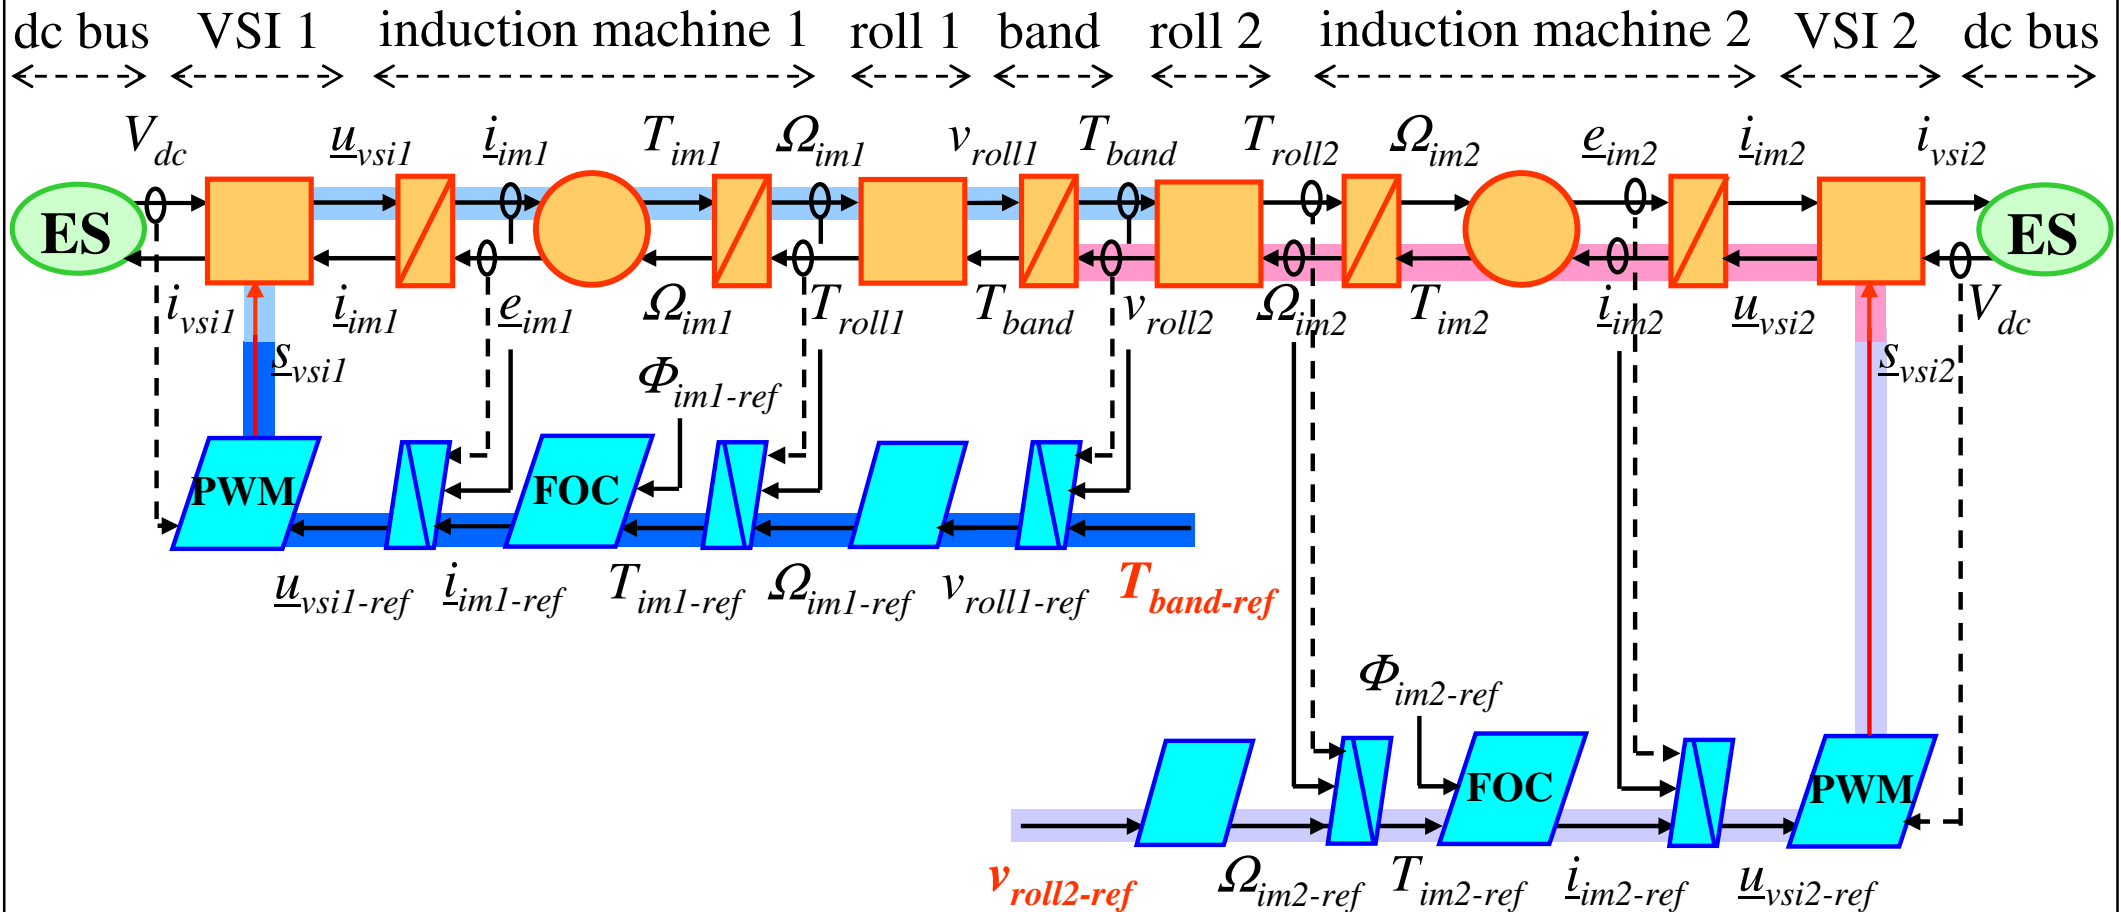 dc bus VSI 1 induction machine 1 roll 1 band roll 2 induction machine 2 VSI 2 dc bus
V_dc u_vsi1 i_im1 T_im1 Ω_im1 v_roll1 T_band T_roll2 Ω_im2 e_im2 i_im2 i_vsi2
ES ES
i_vsi1 i_im1 e_im1 Ω_im1 T_roll1 T_band v_roll2 Ω_im2 T_im2 i_im2 u_vsi2 V_dc
s_vsi1 s_vsi2
Φ_im1-ref
PWM FOC
u_vsi1-ref i_im1-ref T_im1-ref Ω_im1-ref v_roll1-ref T_band-ref
Φ_im2-ref
FOC PWM
v_roll2-ref Ω_im2-ref T_im2-ref i_im2-ref u_vsi2-ref